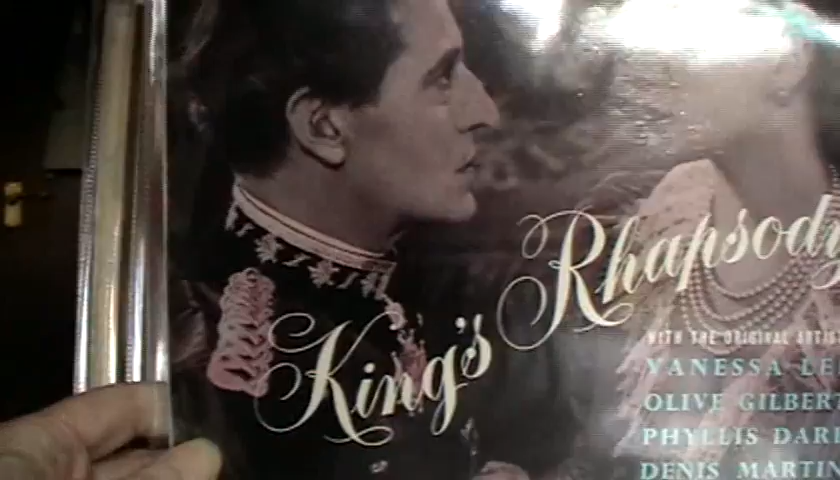 King's Rhapsody
WITH THE ORIGINAL ARTIS
VANESSA LE
OLIVE GILBERT
PHYLLIS DARE
DENIS MARTIN